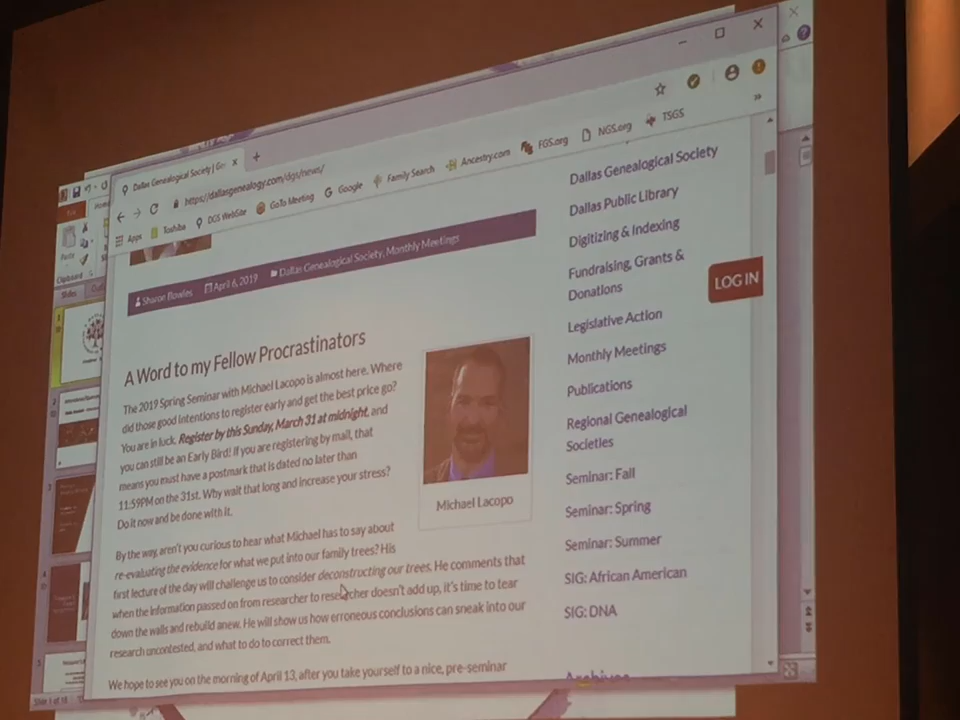 Dallas Genealogical Society | Ge
https://dallasgenealogy.com/dgs/news/
Apps Toshiba DGS WebSite GoTo Meeting Google Family Search Ancestry.com FGS.org NGS.org TSGS
Paste
Clipboard
Slides
Sharon Bowles April 6, 2019 Dallas Genealogical Society, Monthly Meetings
A Word to my Fellow Procrastinators
The 2019 Spring Seminar with Michael Lacopo is almost here. Where
did those good intentions to register early and get the best price go?
You are in luck. Register by this Sunday, March 31 at midnight, and
you can still be an Early Bird! If you are registering by mail, that
means you must have a postmark that is dated no later than
11:59PM on the 31st. Why wait that long and increase your stress?
Do it now and be done with it.
Michael Lacopo
By the way, aren't you curious to hear what Michael has to say about
re-evaluating the evidence for what we put into our family trees? His
first lecture of the day will challenge us to consider deconstructing our trees. He comments that
when the information passed on from researcher to researcher doesn't add up, it's time to tear
down the walls and rebuild anew. He will show us how erroneous conclusions can sneak into our
research uncontested, and what to do to correct them.
We hope to see you on the morning of April 13, after you take yourself to a nice, pre-seminar
Dallas Genealogical Society
Dallas Public Library
Digitizing & Indexing
Fundraising, Grants &
Donations
Legislative Action
Monthly Meetings
Publications
Regional Genealogical
Societies
Seminar: Fall
Seminar: Spring
Seminar: Summer
SIG: African American
SIG: DNA
Archives
LOG IN
Slide 1 of 18